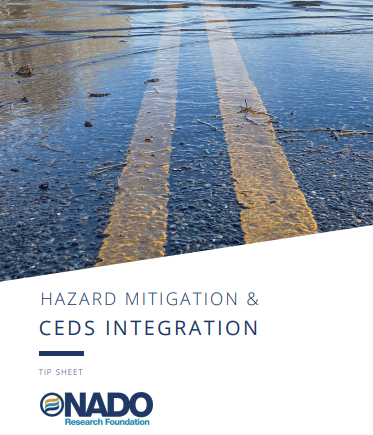 HAZARD MITIGATION &
CEDS INTEGRATION
TIP SHEET
NADO
Research Foundation